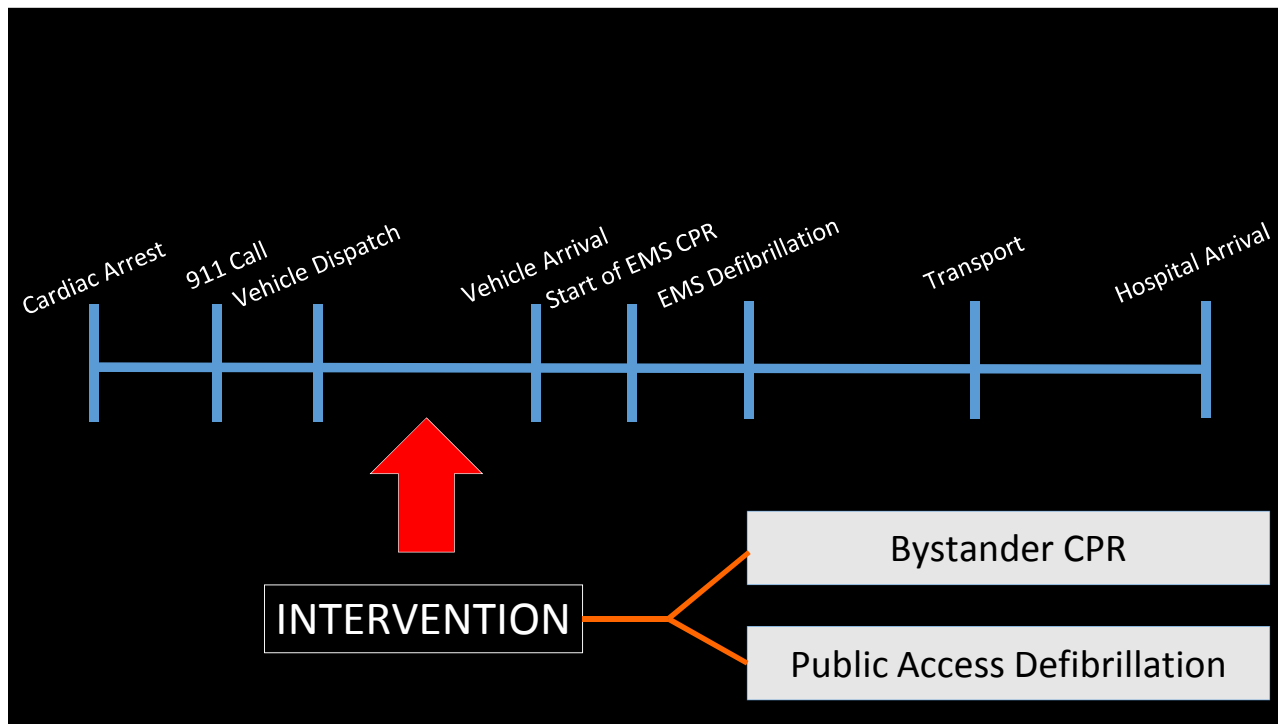 Cardiac Arrest
911 Call
Vehicle Dispatch
Vehicle Arrival
Start of EMS CPR
EMS Defibrillation
Transport
Hospital Arrival
INTERVENTION
Bystander CPR
Public Access Defibrillation